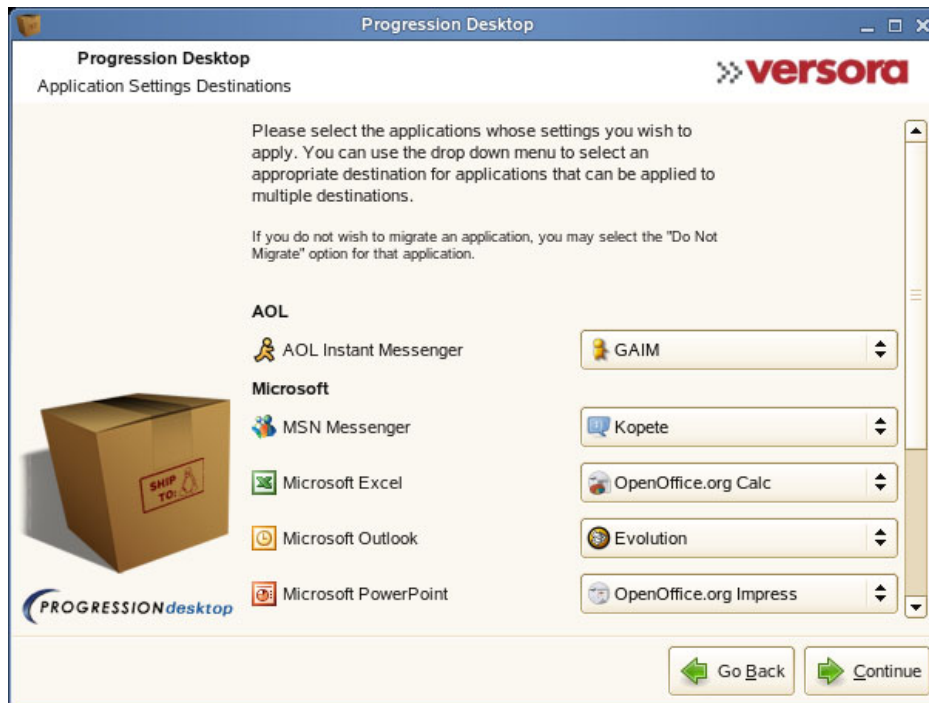 Progression Desktop
Progression Desktop
Application Settings Destinations
versora
Please select the applications whose settings you wish to
apply. You can use the drop down menu to select an
appropriate destination for applications that can be applied to
multiple destinations.
If you do not wish to migrate an application, you may select the "Do Not
Migrate" option for that application.
AOL
AOL Instant Messenger
GAIM
Microsoft
MSN Messenger
Kopete
Microsoft Excel
OpenOffice.org Calc
Microsoft Outlook
Evolution
Microsoft PowerPoint
OpenOffice.org Impress
SHIP
TO:
PROGRESSIONdesktop
Go Back
Continue